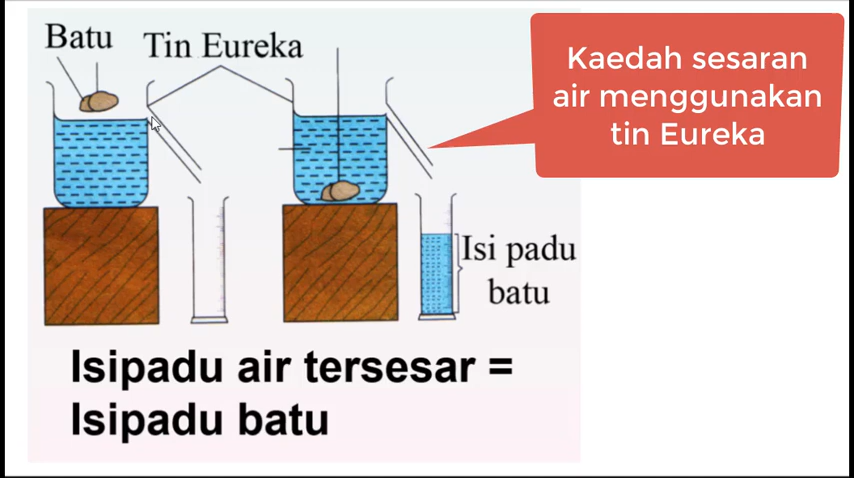 Batu
Tin Eureka
Kaedah sesaran
air menggunakan
tin Eureka
Isi padu
batu
Isipadu air tersesar =
Isipadu batu